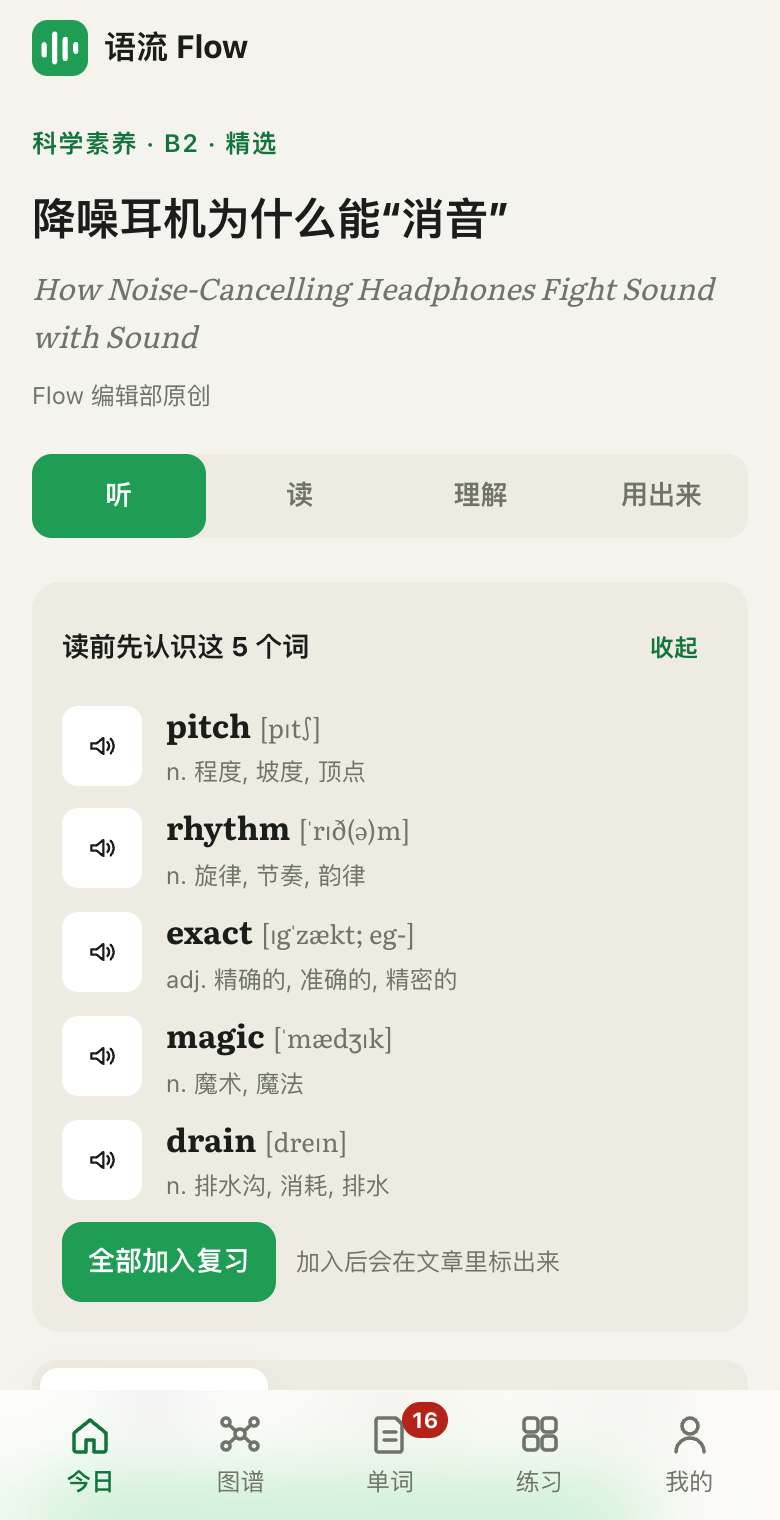 语流 Flow
科学素养 · B2 · 精选
降噪耳机为什么能“消音”
How Noise-Cancelling Headphones Fight Sound
with Sound
Flow 编辑部原创
听 读 理解 用出来
读前先认识这 5 个词 收起
pitch [pɪtʃ]
n. 程度, 坡度, 顶点
rhythm [ˈrɪð(ə)m]
n. 旋律, 节奏, 韵律
exact [ɪgˈzækt; eg-]
adj. 精确的, 准确的, 精密的
magic [ˈmædʒɪk]
n. 魔术, 魔法
drain [dreɪn]
n. 排水沟, 消耗, 排水
全部加入复习 加入后会在文章里标出来
16
今日 图谱 单词 练习 我的